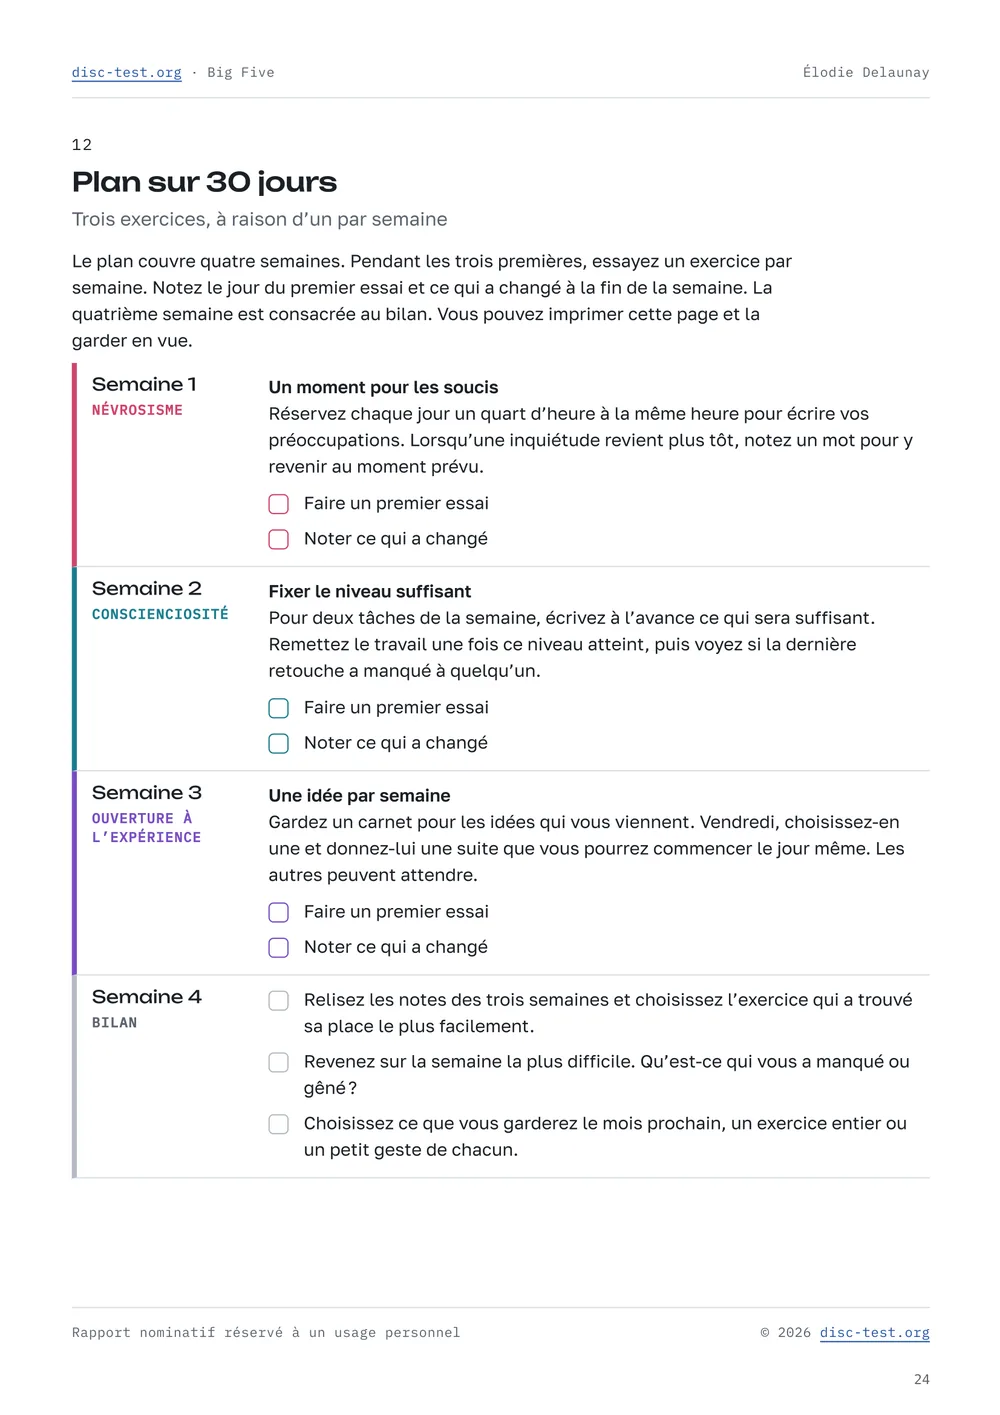 disc-test.org · Big Five
Élodie Delaunay
12
Plan sur 30 jours
Trois exercices, à raison d’un par semaine
Le plan couvre quatre semaines. Pendant les trois premières, essayez un exercice par
semaine. Notez le jour du premier essai et ce qui a changé à la fin de la semaine. La
quatrième semaine est consacrée au bilan. Vous pouvez imprimer cette page et la
garder en vue.
Semaine 1
NÉVROSISME
Un moment pour les soucis
Réservez chaque jour un quart d’heure à la même heure pour écrire vos
préoccupations. Lorsqu’une inquiétude revient plus tôt, notez un mot pour y
revenir au moment prévu.
Faire un premier essai
Noter ce qui a changé
Semaine 2
CONSCIENCIOSITÉ
Fixer le niveau suffisant
Pour deux tâches de la semaine, écrivez à l’avance ce qui sera suffisant.
Remettez le travail une fois ce niveau atteint, puis voyez si la dernière
retouche a manqué à quelqu’un.
Faire un premier essai
Noter ce qui a changé
Semaine 3
OUVERTURE À
L’EXPÉRIENCE
Une idée par semaine
Gardez un carnet pour les idées qui vous viennent. Vendredi, choisissez-en
une et donnez-lui une suite que vous pourrez commencer le jour même. Les
autres peuvent attendre.
Faire un premier essai
Noter ce qui a changé
Semaine 4
BILAN
Relisez les notes des trois semaines et choisissez l’exercice qui a trouvé
sa place le plus facilement.
Revenez sur la semaine la plus difficile. Qu’est-ce qui vous a manqué ou
gêné ?
Choisissez ce que vous garderez le mois prochain, un exercice entier ou
un petit geste de chacun.
Rapport nominatif réservé à un usage personnel
© 2026 disc-test.org
24